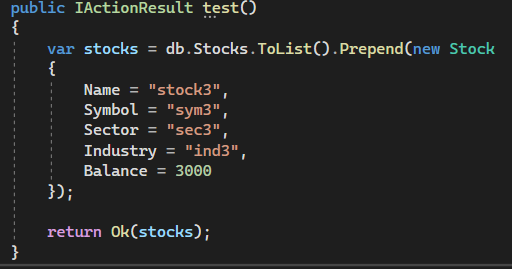 public IActionResult test()
{
    var stocks = db.Stocks.ToList().Prepend(new Stock
    {
        Name = "stock3",
        Symbol = "sym3",
        Sector = "sec3",
        Industry = "ind3",
        Balance = 3000
    });

    return Ok(stocks);
}